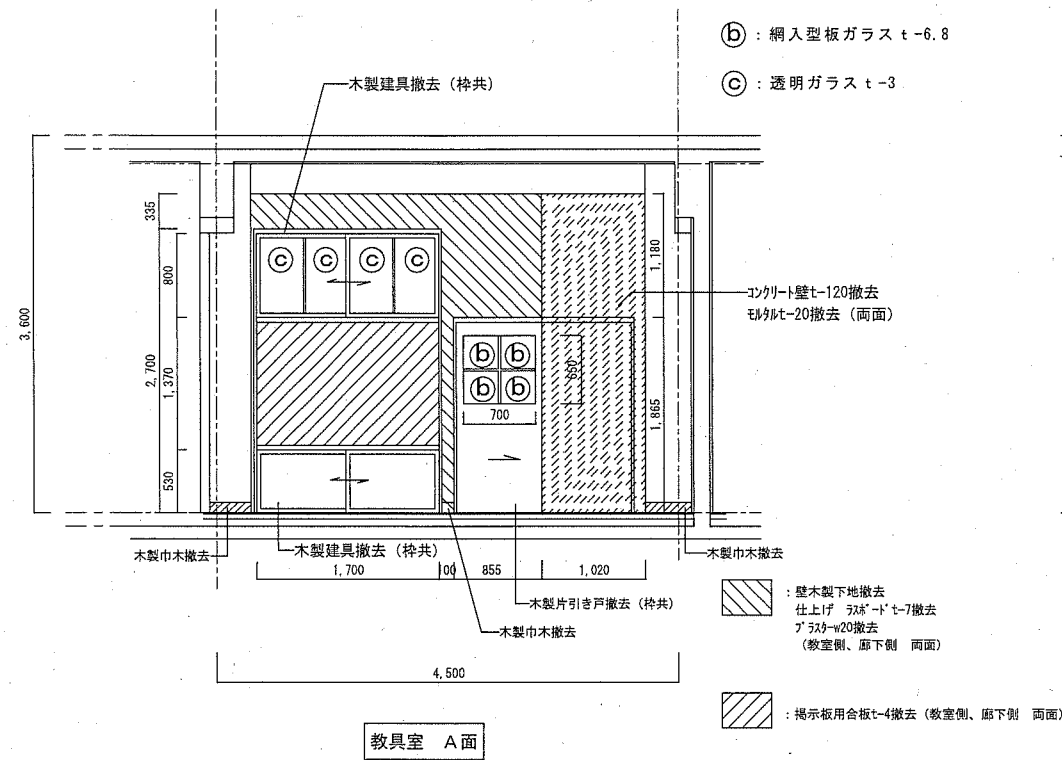 ⓑ : 網入型板ガラス t-6.8
ⓒ : 透明ガラス t-3
木製建具撤去 (枠共)
335
800
ⓒ ⓒ ⓒ ⓒ
1,180
コンクリート壁t-120撤去
モルタルt-20撤去 (両面)
3,600
2,700
1,370
ⓑ ⓑ
ⓑ ⓑ
650
700
1,865
530
木製巾木撤去
木製建具撤去 (枠共)
木製巾木撤去
1,700
100
855
1,020
木製片引き戸撤去 (枠共)
木製巾木撤去
: 壁木製下地撤去
仕上げ ラスボードt-7撤去
プラスターw20撤去
(教室側、廊下側 両面)
4,500
: 掲示板用合板t-4撤去 (教室側、廊下側 両面)
教具室 A面